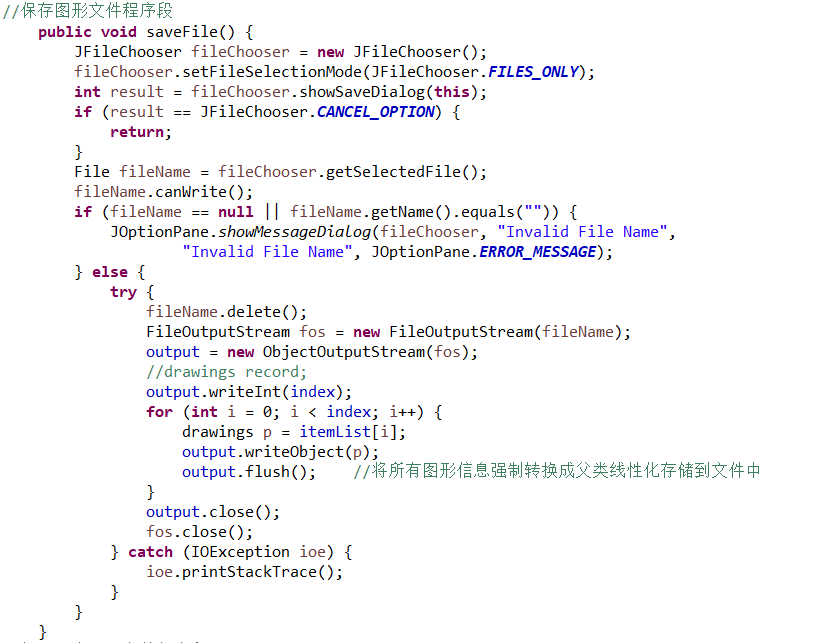 //保存图形文件程序段
public void saveFile() {
JFileChooser fileChooser = new JFileChooser();
fileChooser.setFileSelectionMode(JFileChooser.FILES_ONLY);
int result = fileChooser.showSaveDialog(this);
if (result == JFileChooser.CANCEL_OPTION) {
return;
}
File fileName = fileChooser.getSelectedFile();
fileName.canWrite();
if (fileName == null || fileName.getName().equals("")) {
JOptionPane.showMessageDialog(fileChooser, "Invalid File Name",
"Invalid File Name", JOptionPane.ERROR_MESSAGE);
} else {
try {
fileName.delete();
FileOutputStream fos = new FileOutputStream(fileName);
output = new ObjectOutputStream(fos);
//drawings record;
output.writeInt(index);
for (int i = 0; i < index; i++) {
drawings p = itemList[i];
output.writeObject(p);
output.flush();    //将所有图形信息强制转换成父类线性化存储到文件中
}
output.close();
fos.close();
} catch (IOException ioe) {
ioe.printStackTrace();
}
}
}